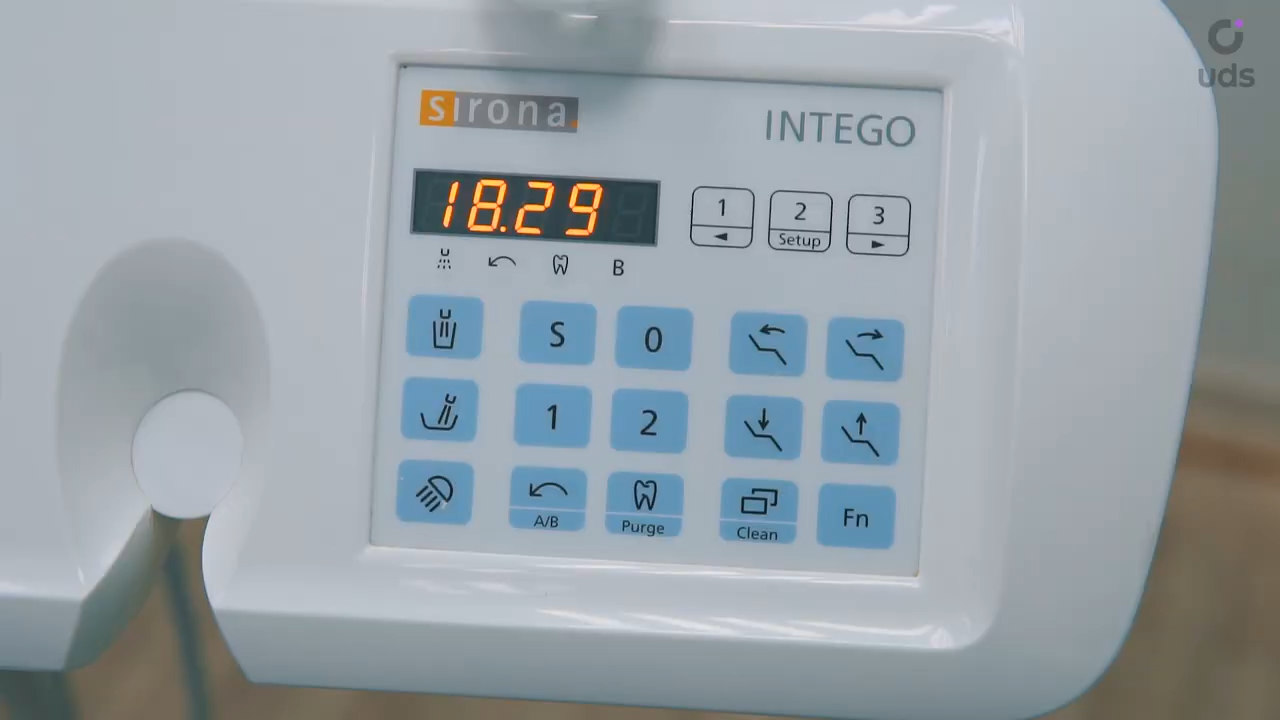 uds
sirona.
INTEGO
18.29
1 2 3
Setup
B
S 0
1 2
A/B Purge Clean Fn